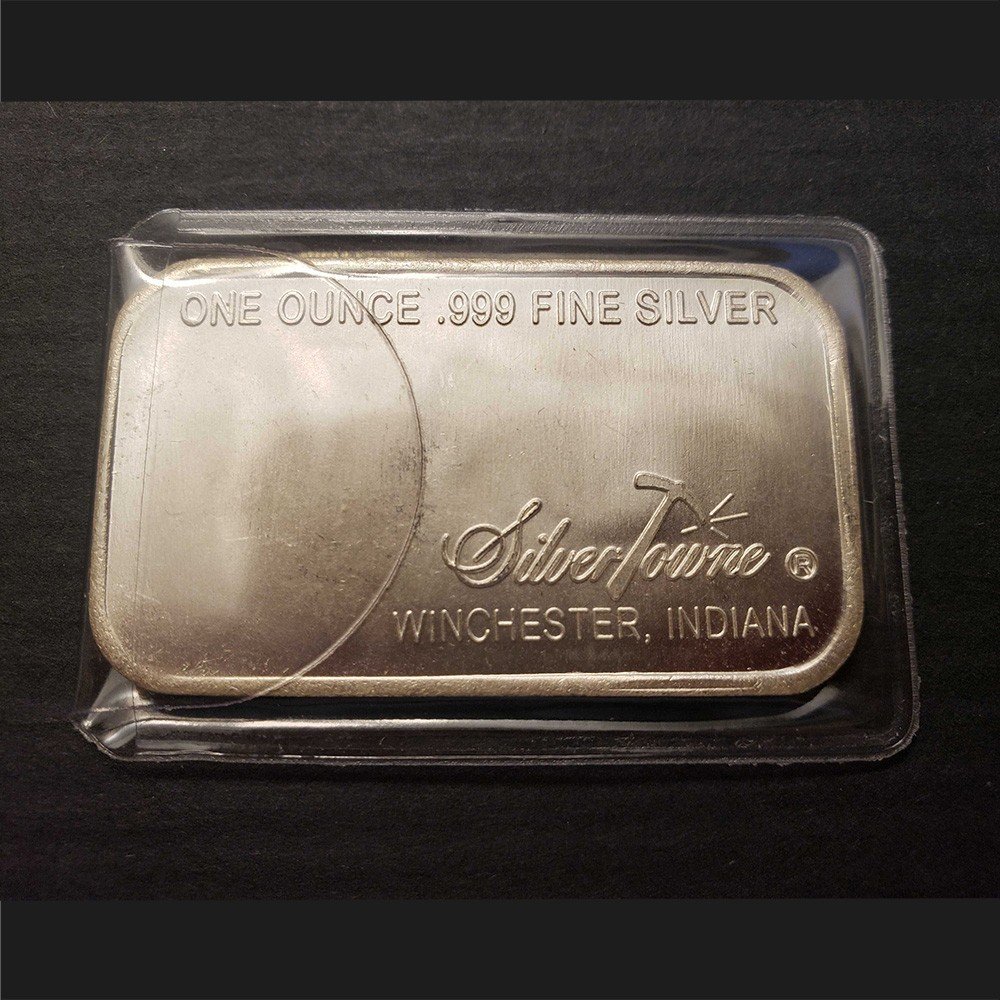 ONE OUNCE .999 FINE SILVER
SilverTowne ®
WINCHESTER, INDIANA